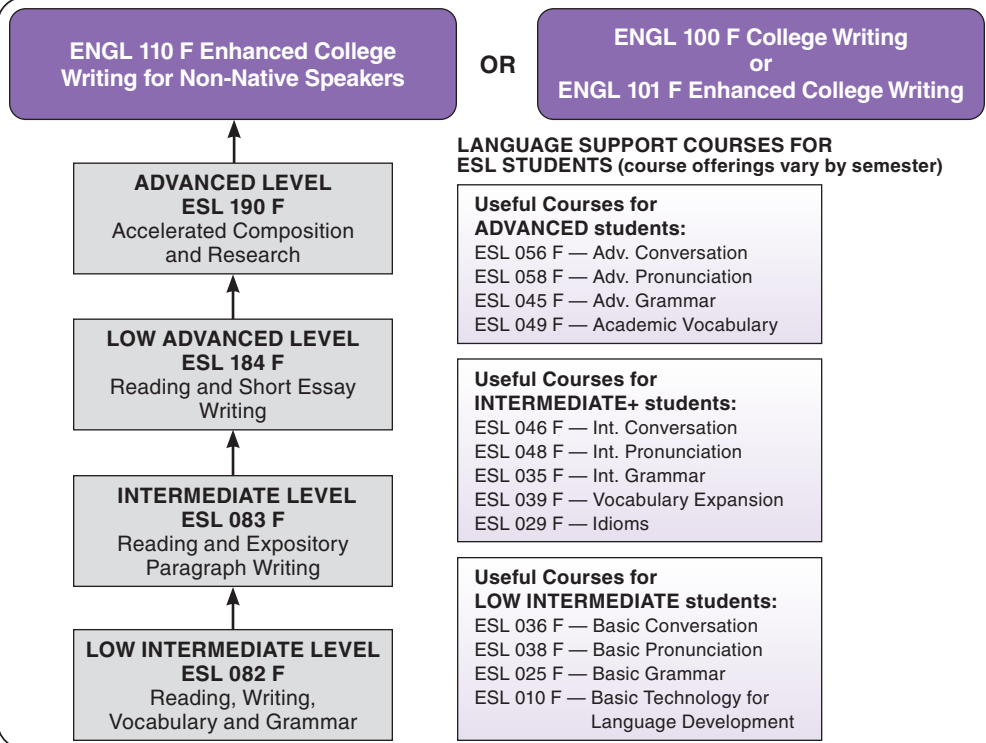 ENGL 110 F Enhanced College
Writing for Non-Native Speakers
OR
ENGL 100 F College Writing
or
ENGL 101 F Enhanced College Writing
ADVANCED LEVEL
ESL 190 F
Accelerated Composition
and Research
LOW ADVANCED LEVEL
ESL 184 F
Reading and Short Essay
Writing
INTERMEDIATE LEVEL
ESL 083 F
Reading and Expository
Paragraph Writing
LOW INTERMEDIATE LEVEL
ESL 082 F
Reading, Writing,
Vocabulary and Grammar
LANGUAGE SUPPORT COURSES FOR
ESL STUDENTS (course offerings vary by semester)
Useful Courses for
ADVANCED students:
ESL 056 F — Adv. Conversation
ESL 058 F — Adv. Pronunciation
ESL 045 F — Adv. Grammar
ESL 049 F — Academic Vocabulary
Useful Courses for
INTERMEDIATE+ students:
ESL 046 F — Int. Conversation
ESL 048 F — Int. Pronunciation
ESL 035 F — Int. Grammar
ESL 039 F — Vocabulary Expansion
ESL 029 F — Idioms
Useful Courses for
LOW INTERMEDIATE students:
ESL 036 F — Basic Conversation
ESL 038 F — Basic Pronunciation
ESL 025 F — Basic Grammar
ESL 010 F — Basic Technology for
Language Development